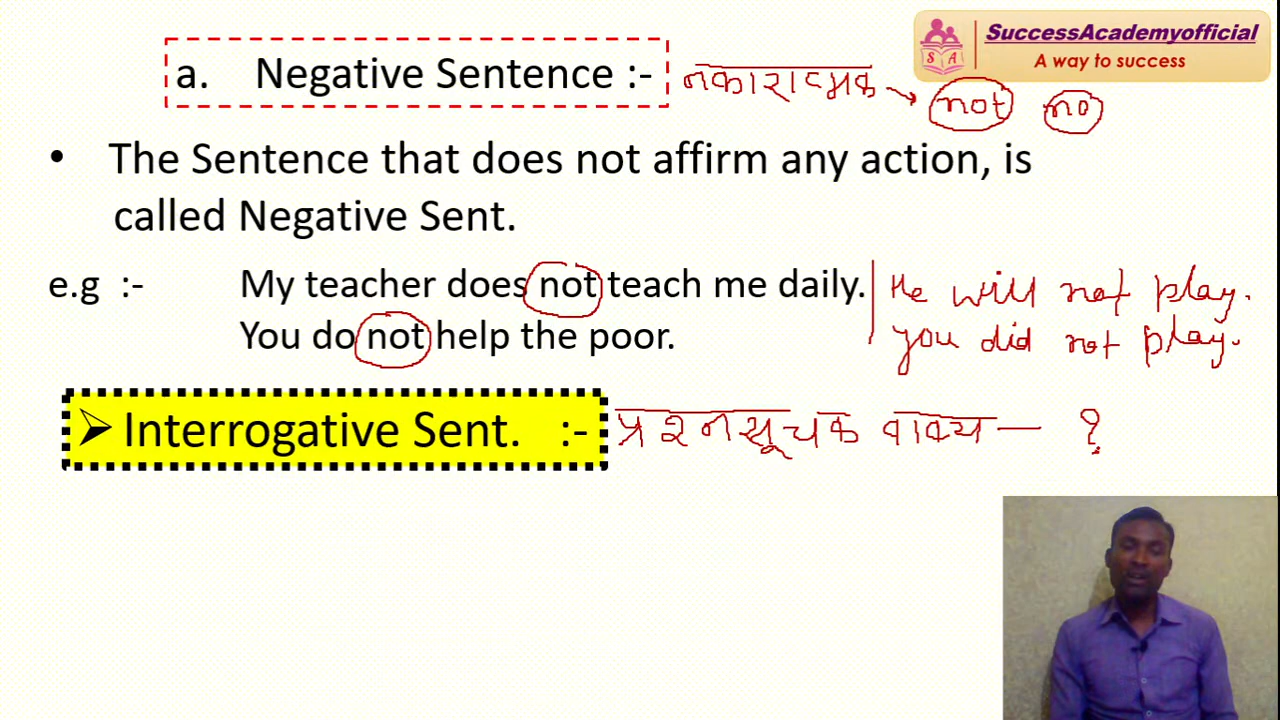 SuccessAcademyofficial
S A
A way to success
a. Negative Sentence :- नकारात्मक → not no
• The Sentence that does not affirm any action, is
called Negative Sent.
e.g :- My teacher does not teach me daily. | He will not play.
You do not help the poor. you did not play.
➢ Interrogative Sent. :- प्रश्नसूचक वाक्य — ?